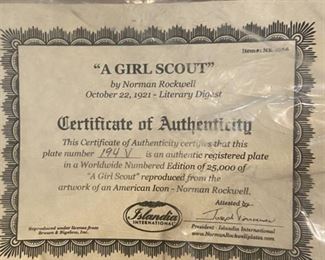 Item#:
"A GIRL SCOUT"
by Norman Rockwell
October 22, 1921 - Literary Digest
Certificate of Authenticity
This Certificate of Authenticity certifies that this
plate number 194 V is an authentic registered plate
in a Worldwide Numbered Edition of 25,000 of
"A Girl Scout" reproduced from the
artwork of an American Icon - Norman Rockwell.
Attested by:
Islandia
INTERNATIONAL
Reproduced under license from
Brown & Bigelow, Inc.
President - Islandia International
www.NormanRockwellplates.com